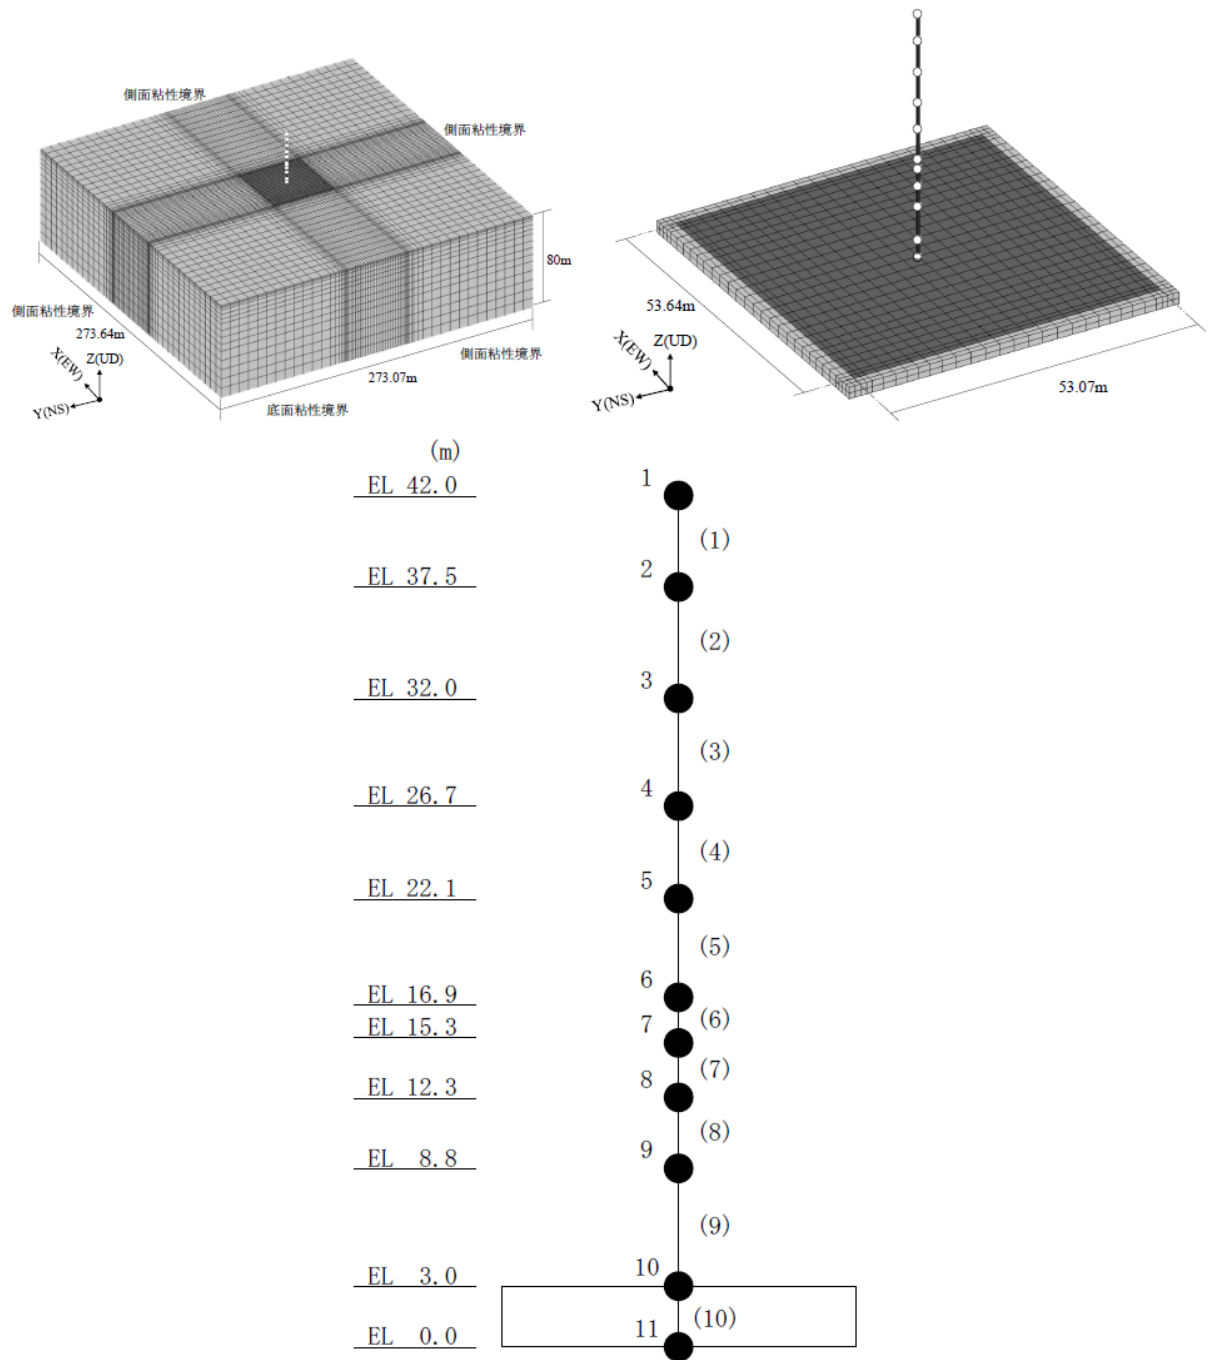 側面粘性境界
側面粘性境界
80m
側面粘性境界
273.64m
X(EW)
Z(UD)
Y(NS)
側面粘性境界
273.07m
底面粘性境界
53.64m
X(EW)
Z(UD)
Y(NS)
53.07m
(m)
EL 42.0
1
(1)
EL 37.5
2
(2)
EL 32.0
3
(3)
EL 26.7
4
(4)
EL 22.1
5
(5)
EL 16.9
6
(6)
EL 15.3
7
(7)
EL 12.3
8
(8)
EL 8.8
9
(9)
EL 3.0
10
(10)
EL 0.0
11